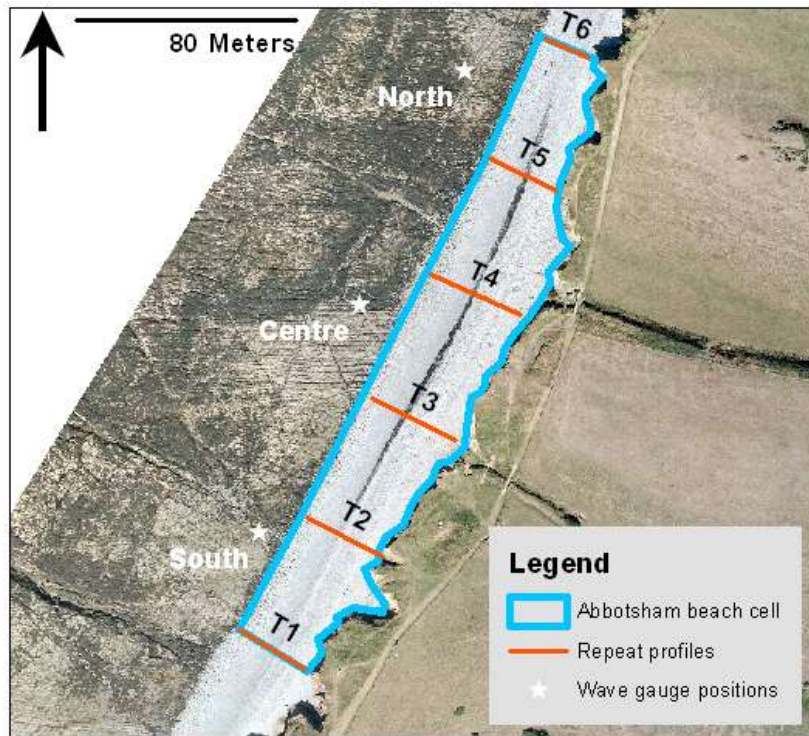 T6
80 Meters
North
T5
T4
Centre
T3
T2
South
T1
Legend
Abbotsham beach cell
Repeat profiles
Wave gauge positions